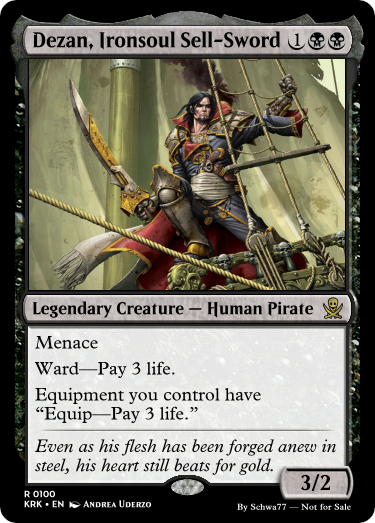 Dezan, Ironsoul Sell-Sword 1
Legendary Creature — Human Pirate
Menace
Ward—Pay 3 life.
Equipment you control have
“Equip—Pay 3 life.”
Even as his flesh has been forged anew in
steel, his heart still beats for gold.
3/2
R 0100
KRK • EN Andrea Uderzo
By Schwa77 — Not for Sale